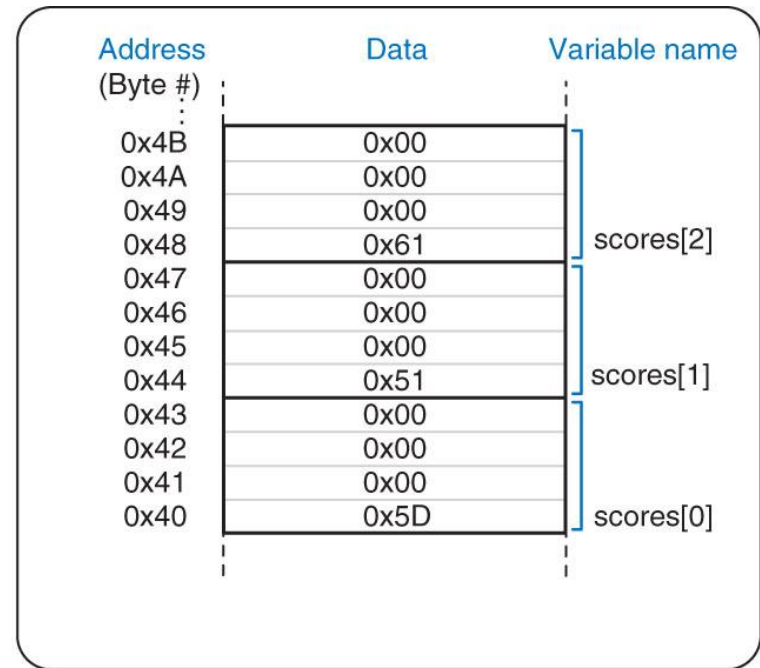 Address Data Variable name
(Byte #)
0x4B 0x00
0x4A 0x00
0x49 0x00
0x48 0x61 scores[2]
0x47 0x00
0x46 0x00
0x45 0x00
0x44 0x51 scores[1]
0x43 0x00
0x42 0x00
0x41 0x00
0x40 0x5D scores[0]